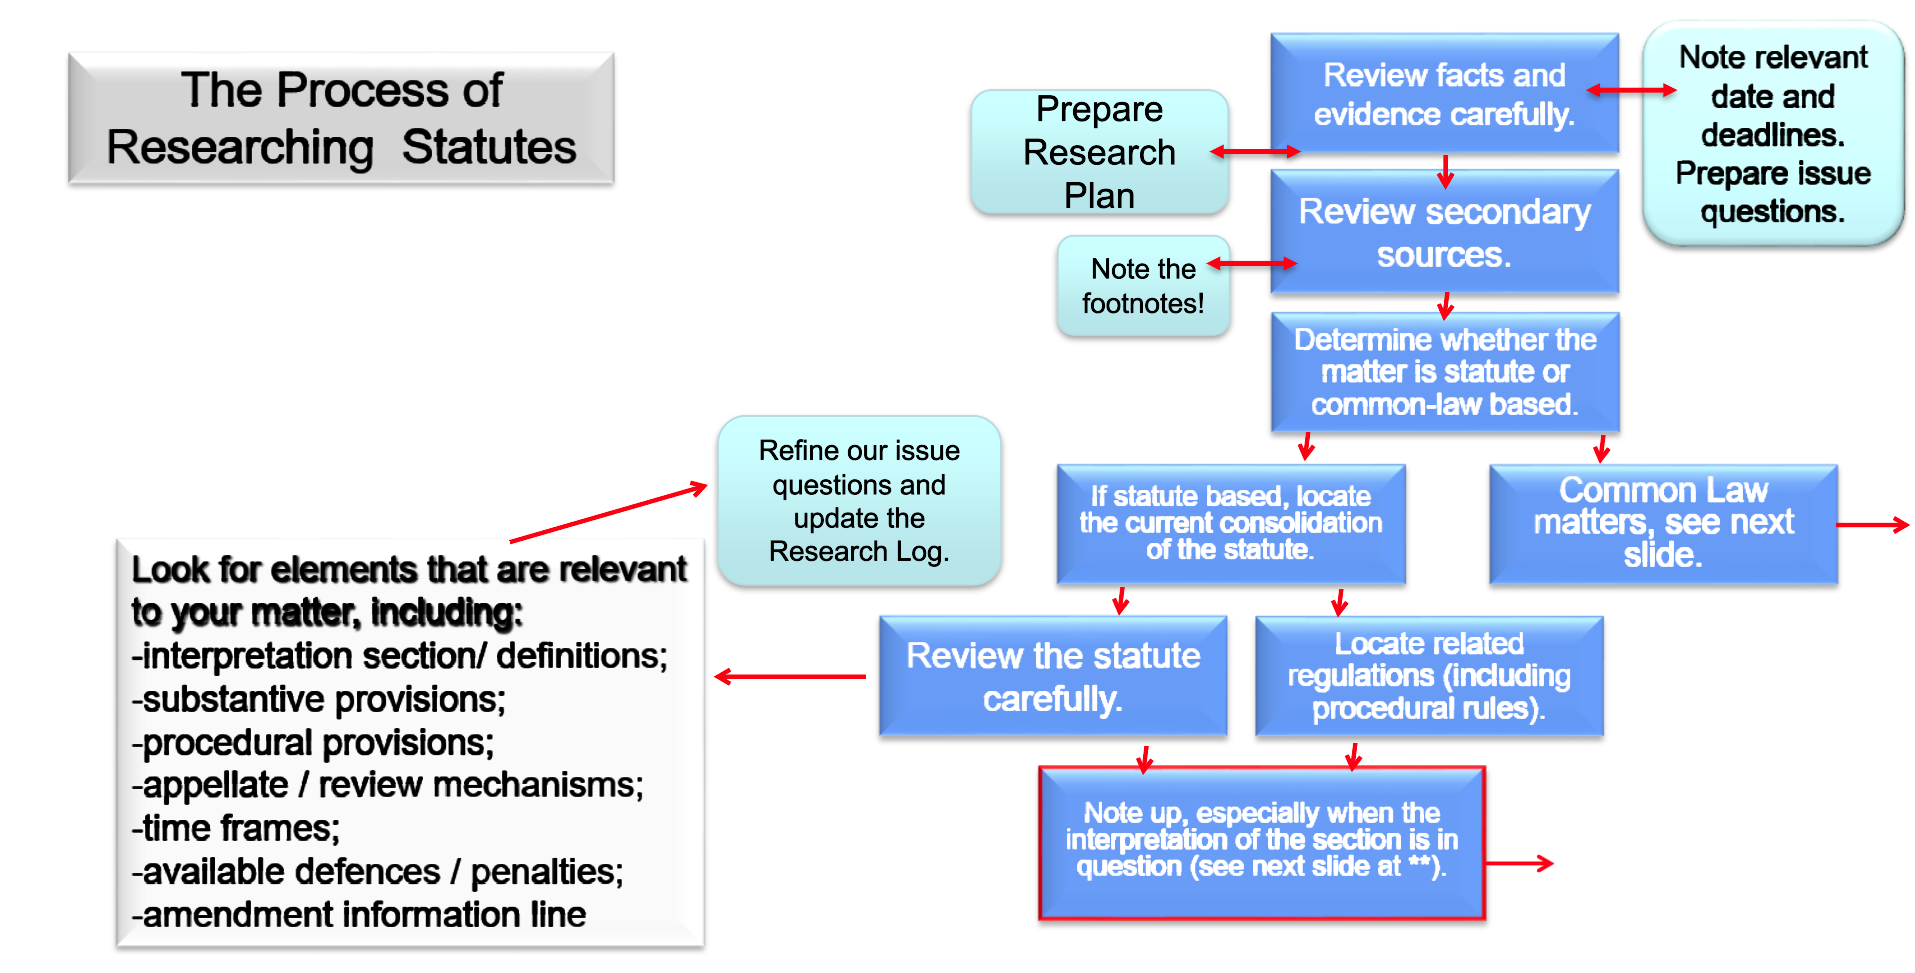 The Process of
Researching Statutes
Review facts and
evidence carefully.
Note relevant
date and
deadlines.
Prepare issue
questions.
Prepare
Research
Plan
Review secondary
sources.
Note the
footnotes!
Determine whether the
matter is statute or
common-law based.
Refine our issue
questions and
update the
Research Log.
If statute based, locate
the current consolidation
of the statute.
Common Law
matters, see next
slide.
Look for elements that are relevant
to your matter, including:
-interpretation section/ definitions;
-substantive provisions;
-procedural provisions;
-appellate / review mechanisms;
-time frames;
-available defences / penalties;
-amendment information line
Review the statute
carefully.
Locate related
regulations (including
procedural rules).
Note up, especially when the
interpretation of the section is in
question (see next slide at **).